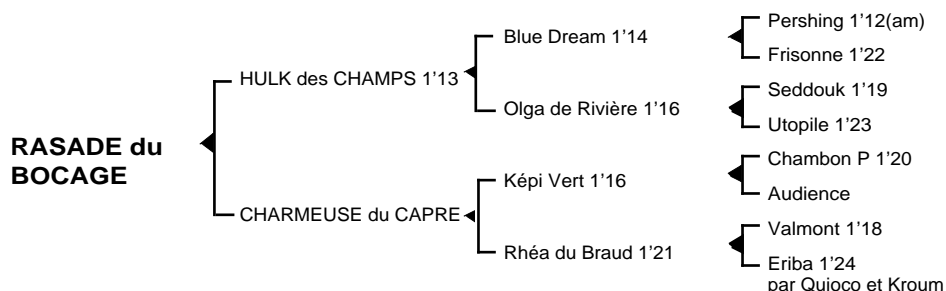 RASADE du
BOCAGE
HULK des CHAMPS 1'13
CHARMEUSE du CAPRE
Blue Dream 1'14
Olga de Rivière 1'16
Képi Vert 1'16
Rhéa du Braud 1'21
Pershing 1'12(am)
Frisonne 1'22
Seddouk 1'19
Utopile 1'23
Chambon P 1'20
Audience
Valmont 1'18
Eriba 1'24
par Quioco et Kroum